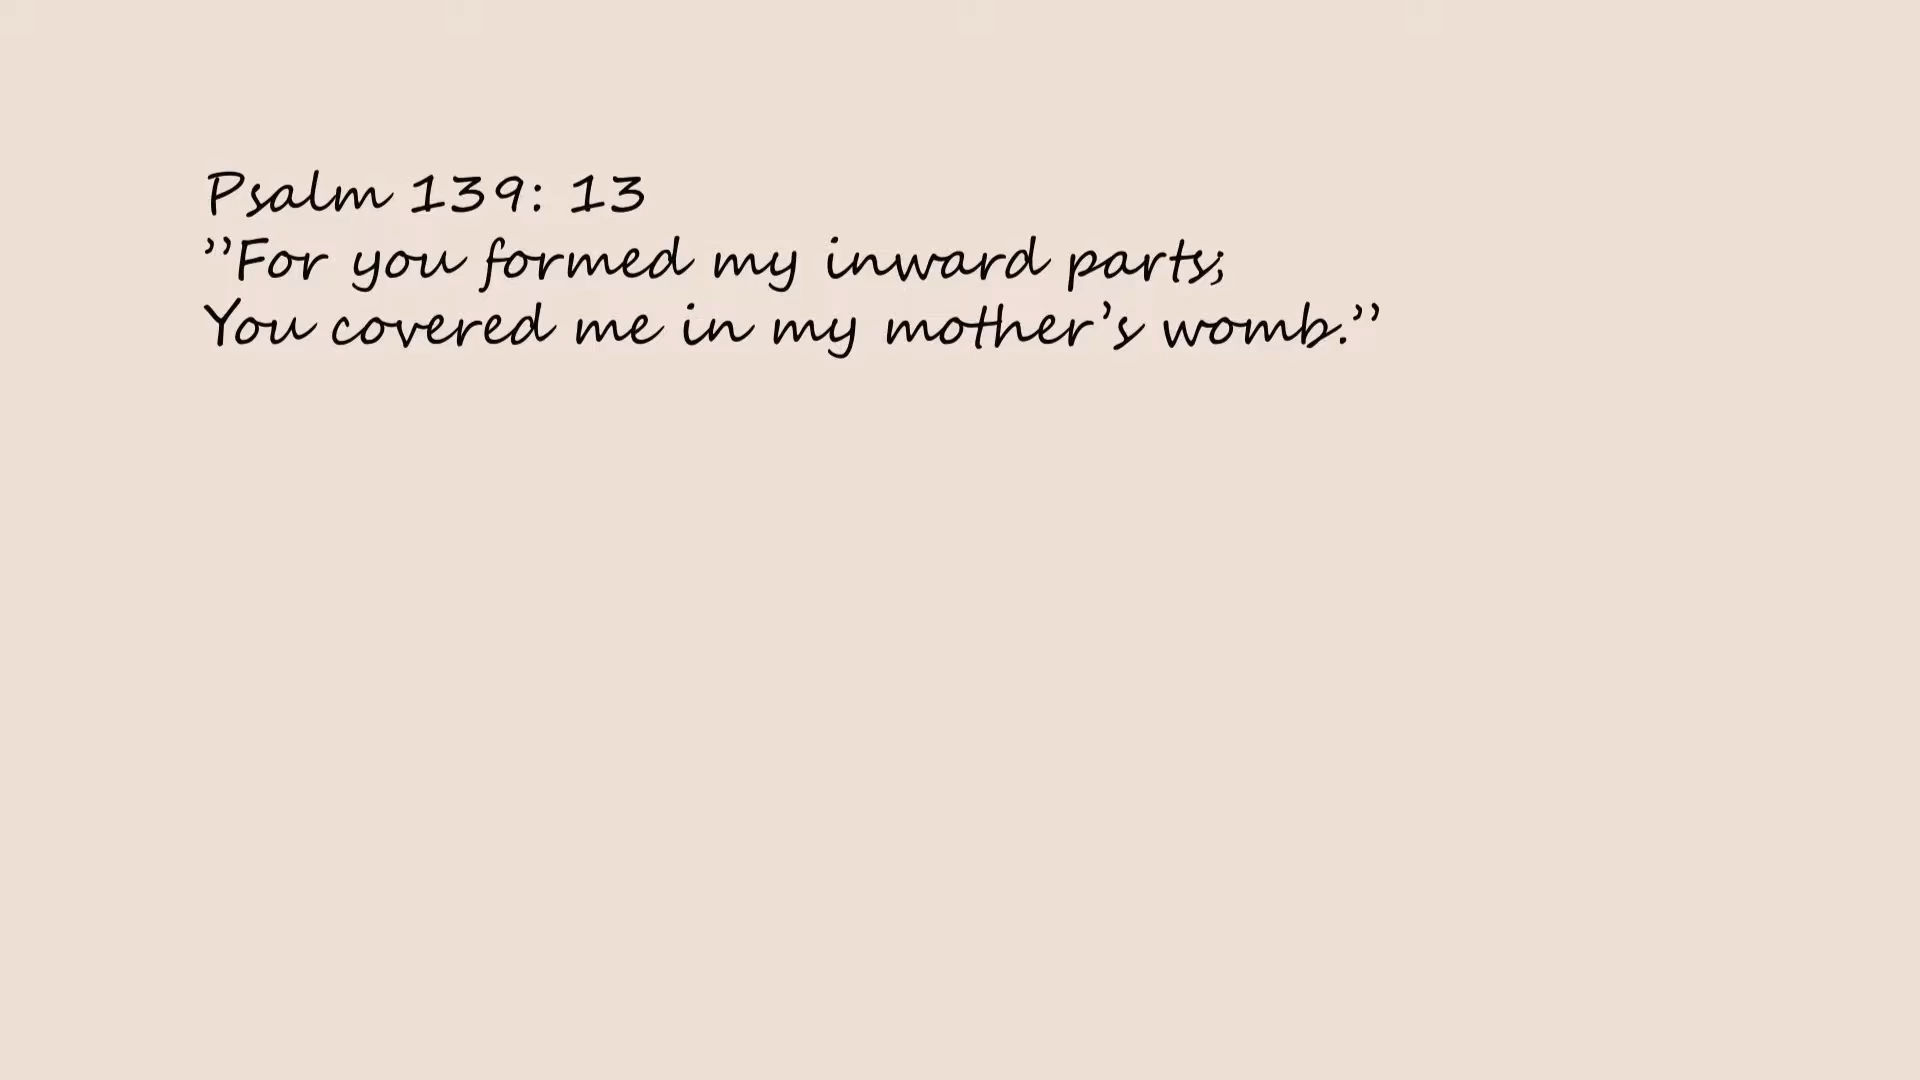 Psalm 139: 13
”For you formed my inward parts;
You covered me in my mother’s womb.”